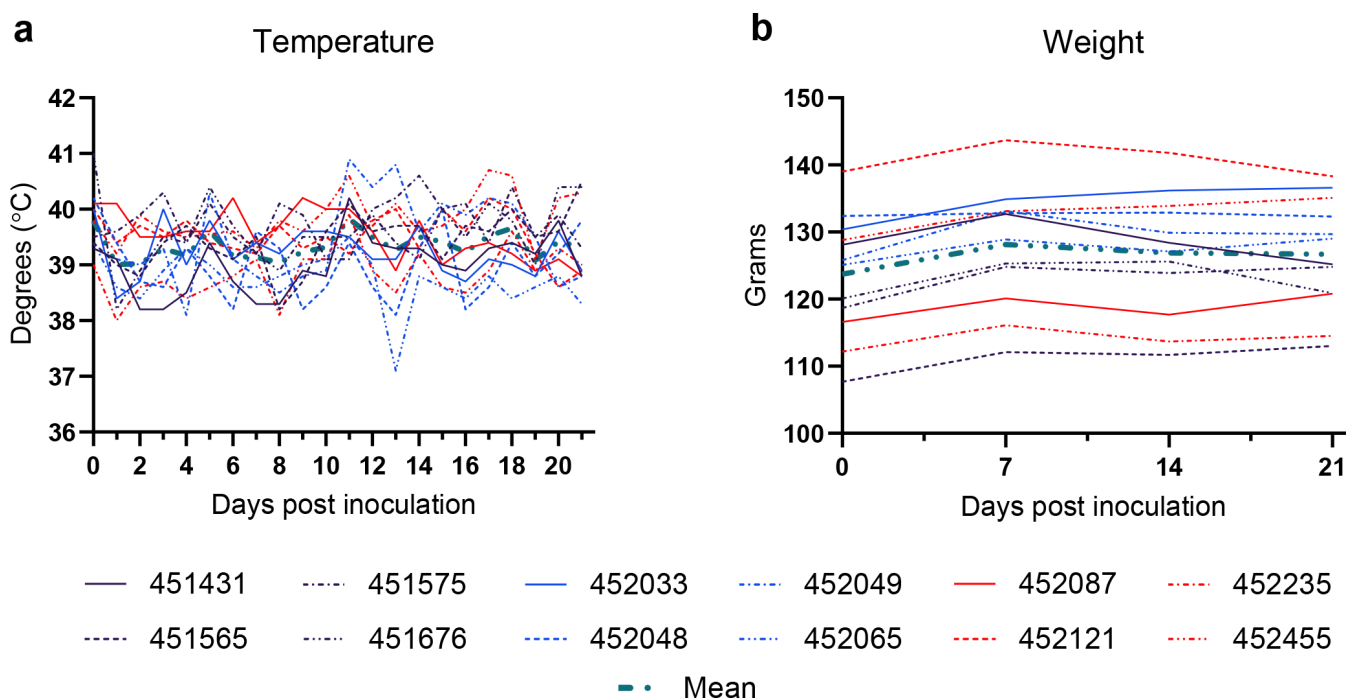 a
Temperature
Degrees (°C)
42
41
40
39
38
37
36
0 2 4 6 8 10 12 14 16 18 20
Days post inoculation
b
Weight
Grams
150
140
130
120
110
100
0 7 14 21
Days post inoculation
451431 451575 452033 452049 452087 452235
451565 451676 452048 452065 452121 452455
Mean